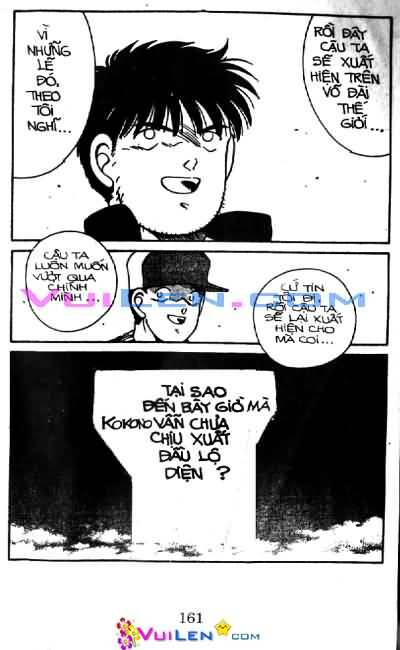 VÌ
NHỮNG
LẼ
ĐÓ,
THEO
TÔI
NGHĨ...
RỒI ĐÂY
CẬU TA
SẼ XUẤT
HIỆN TRÊN
VÕ ĐÀI
THẾ
GIỚI...
CẬU TA
LUÔN MUỐN
VƯỢT QUA
CHÍNH
MÌNH...
CỨ TIN
TÔI ĐI
RỒI CẬU TA
SẼ LẠI XUẤT
HIỆN CHO
MÀ COI...
VUILEN.COM
TẠI SAO
ĐẾN BÂY GIỜ MÀ
KOKONO VẪN CHƯA
CHỊU XUẤT
ĐẦU LỘ
DIỆN ?
161
VUILEN.COM